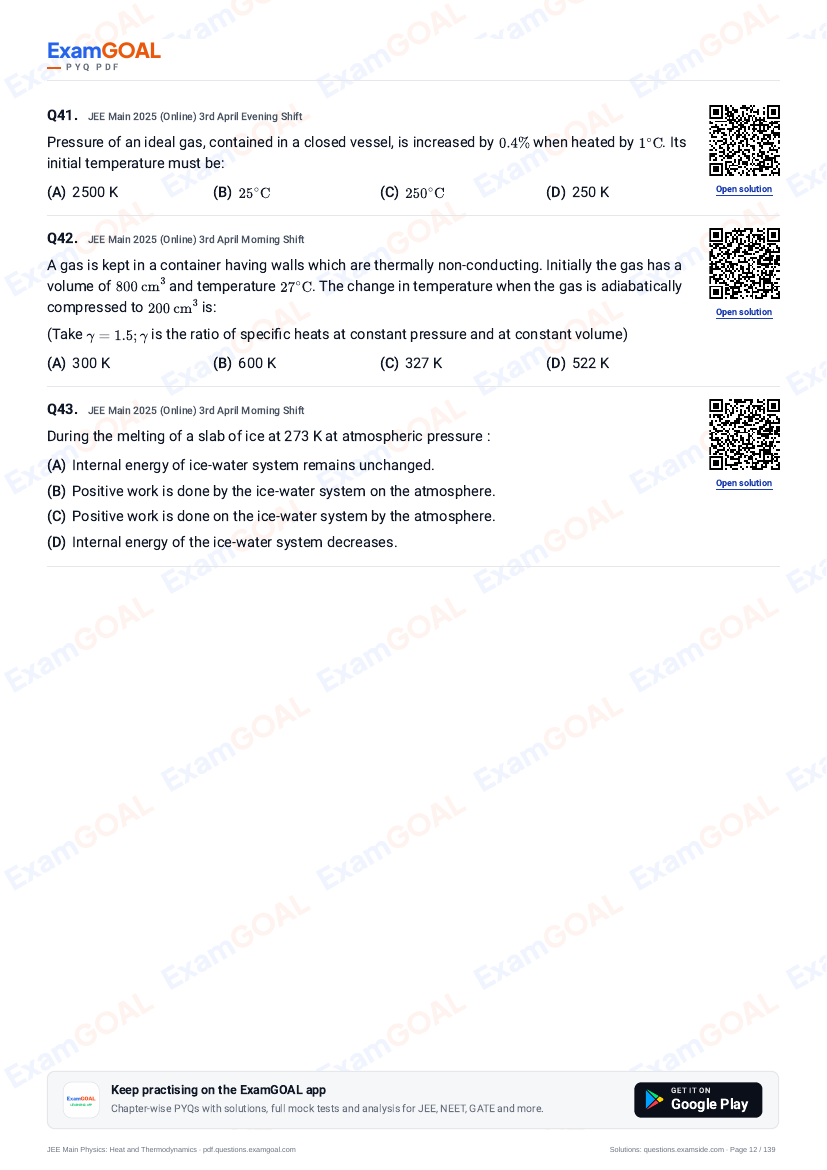 ExamGOAL
PYQ PDF
Q41. JEE Main 2025 (Online) 3rd April Evening Shift
Pressure of an ideal gas, contained in a closed vessel, is increased by 0.4% when heated by 1°C. Its
initial temperature must be:
(A) 2500 K (B) 25°C (C) 250°C (D) 250 K
Open solution
Q42. JEE Main 2025 (Online) 3rd April Morning Shift
A gas is kept in a container having walls which are thermally non-conducting. Initially the gas has a
volume of 800 cm³ and temperature 27°C. The change in temperature when the gas is adiabatically
compressed to 200 cm³ is:
(Take γ = 1.5; γ is the ratio of specific heats at constant pressure and at constant volume)
(A) 300 K (B) 600 K (C) 327 K (D) 522 K
Open solution
Q43. JEE Main 2025 (Online) 3rd April Morning Shift
During the melting of a slab of ice at 273 K at atmospheric pressure :
(A) Internal energy of ice-water system remains unchanged.
(B) Positive work is done by the ice-water system on the atmosphere.
(C) Positive work is done on the ice-water system by the atmosphere.
(D) Internal energy of the ice-water system decreases.
Open solution
ExamGOAL
Keep practising on the ExamGOAL app
Chapter-wise PYQs with solutions, full mock tests and analysis for JEE, NEET, GATE and more.
GET IT ON
Google Play
JEE Main Physics: Heat and Thermodynamics · pdf.questions.examgoal.com
Solutions: questions.examside.com · Page 12 / 139